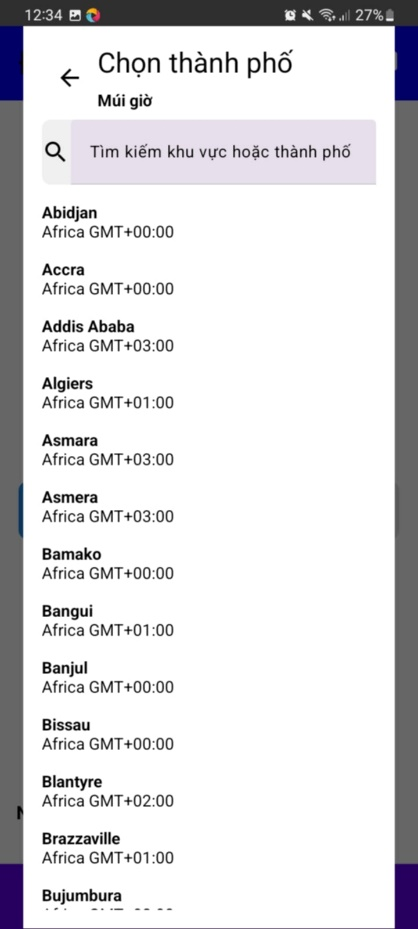 12:34 27%
Chọn thành phố
Múi giờ
Tìm kiếm khu vực hoặc thành phố
Abidjan
Africa GMT+00:00
Accra
Africa GMT+00:00
Addis Ababa
Africa GMT+03:00
Algiers
Africa GMT+01:00
Asmara
Africa GMT+03:00
Asmera
Africa GMT+03:00
Bamako
Africa GMT+00:00
Bangui
Africa GMT+01:00
Banjul
Africa GMT+00:00
Bissau
Africa GMT+00:00
Blantyre
Africa GMT+02:00
Brazzaville
Africa GMT+01:00
Bujumbura